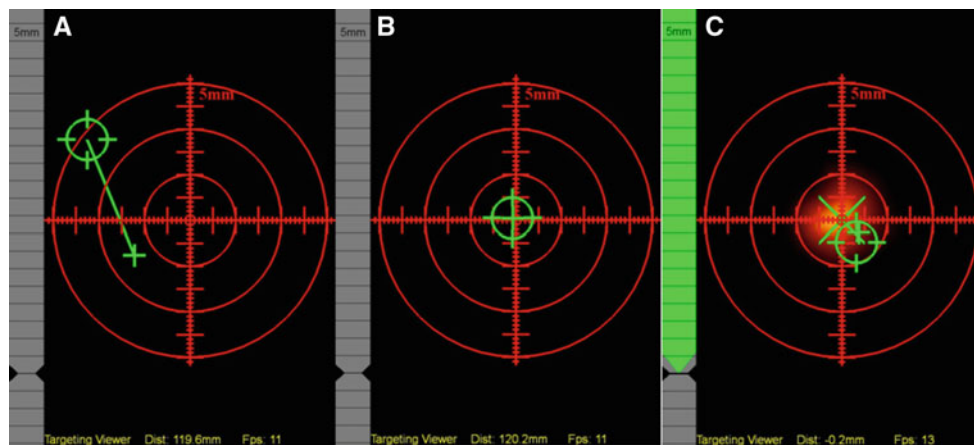 A
5mm
5mm
Targeting Viewer Dist: 119.6mm Fps: 11
B
5mm
5mm
Targeting Viewer Dist: 120.2mm Fps: 11
C
5mm
5mm
Targeting Viewer Dist: -0.2mm Fps: 13